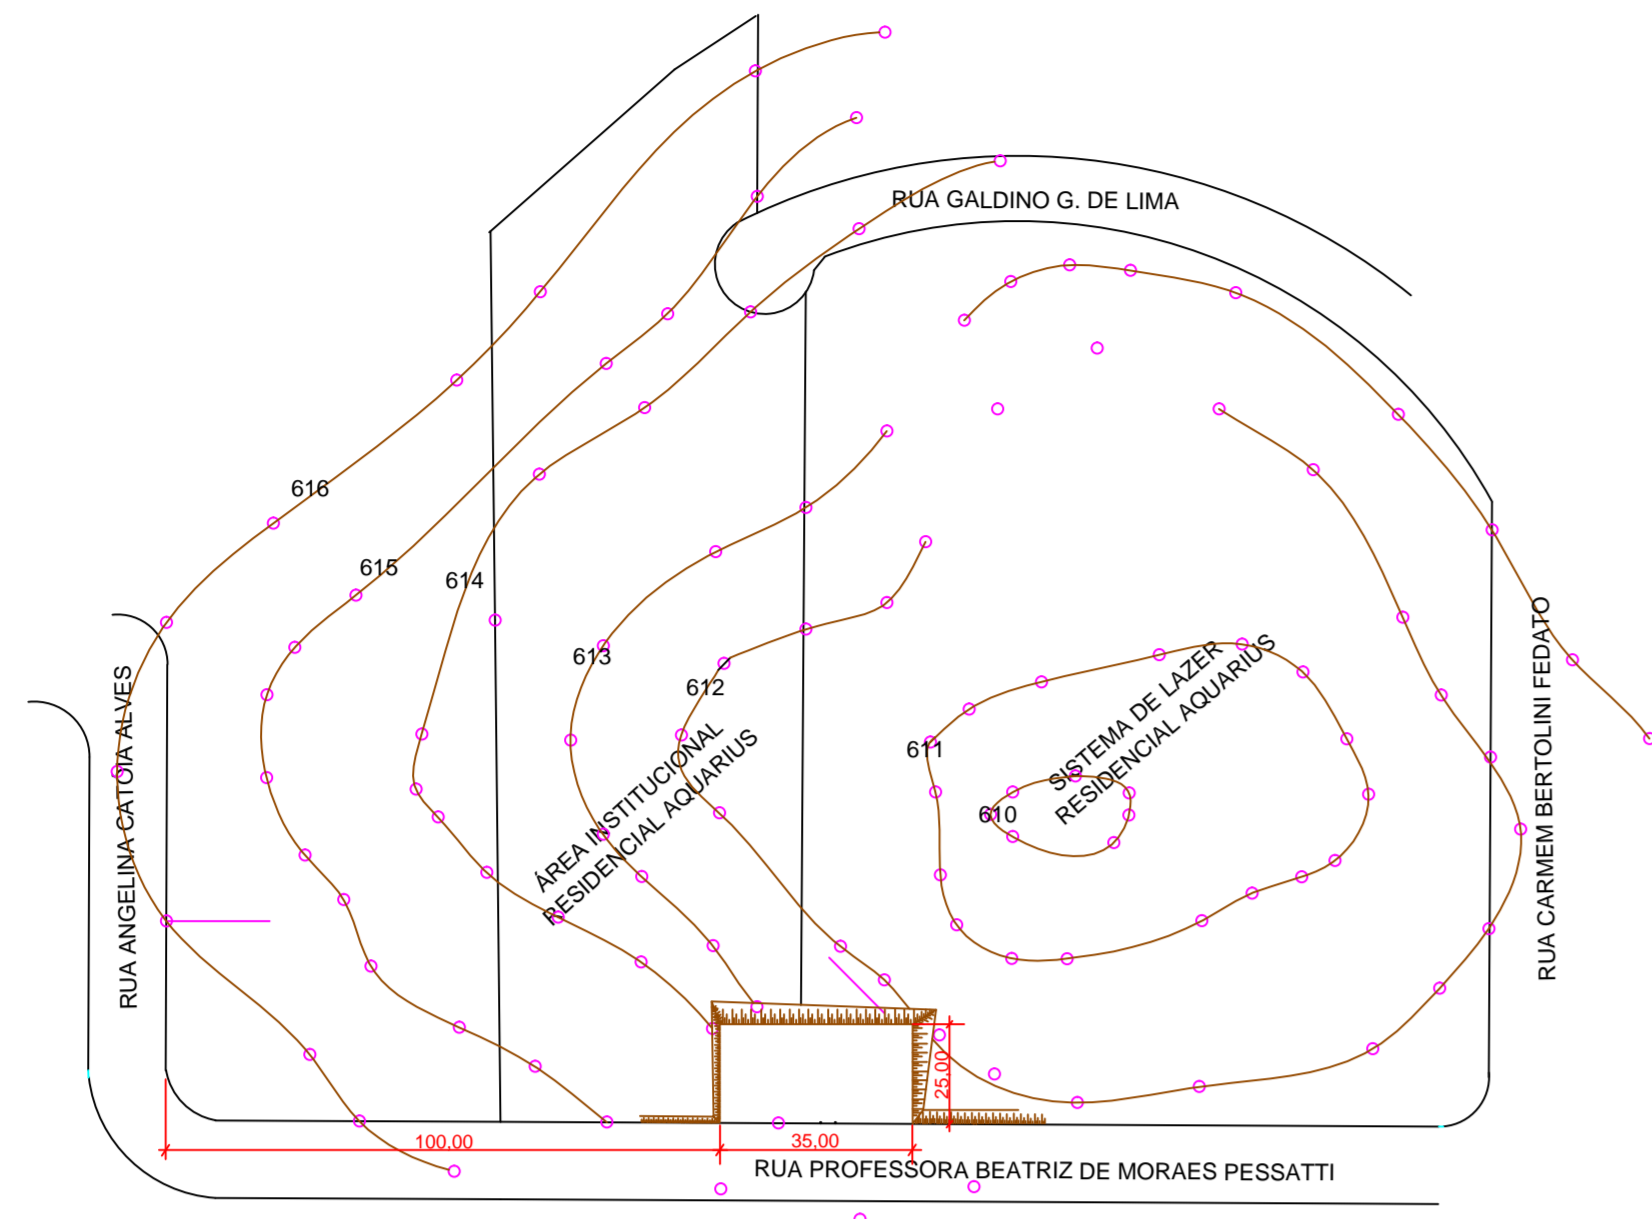 RUA GALDINO G. DE LIMA
616
615
614
613
612
611
610
SISTEMA DE LAZER
RESIDENCIAL AQUARIUS
ÁREA INSTITUCIONAL
RESIDENCIAL AQUARIUS
RUA ANGELINA CATOIA ALVES
RUA CARMEM BERTOLINI FEDATO
25,00
100,00
35,00
RUA PROFESSORA BEATRIZ DE MORAES PESSATTI